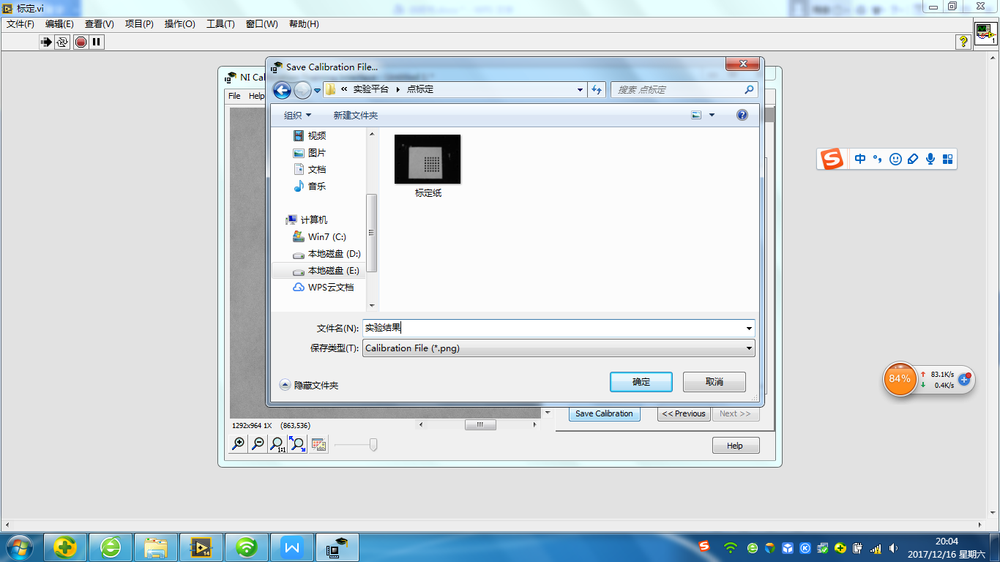 标定.vi
文件(F) 编辑(E) 查看(V) 项目(P) 操作(O) 工具(T) 窗口(W) 帮助(H)
1
Save Calibration File...
NI Cal
File Help
« 实验平台 点标定
搜索 点标定
组织 新建文件夹
视频
图片
文档
音乐
计算机
Win7 (C:)
本地磁盘 (D:)
本地磁盘 (E:)
WPS云文档
标定纸
中
文件名(N): 实验结果
保存类型(T): Calibration File (*.png)
隐藏文件夹 确定 取消
84% 83.1K/s
0.4K/s
Save Calibration << Previous Next >>
1292x964 1X (863,536)
1:1
Help
14
20:04
2017/12/16 星期六